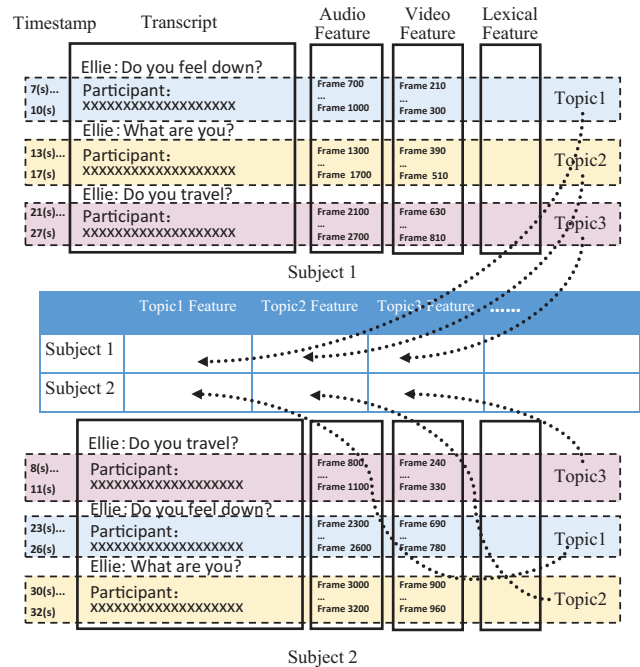 Timestamp Transcript Audio Feature Video Feature Lexical Feature
Ellie: Do you feel down?
7(s)... Participant: Frame 700 Frame 210 Topic1
... ...
10(s) XXXXXXXXXXXXXXXXXXX Frame 1000 Frame 300
Ellie: What are you?
13(s)... Participant: Frame 1300 Frame 390 Topic2
... ...
17(s) XXXXXXXXXXXXXXXXXXX Frame 1700 Frame 510
Ellie: Do you travel?
21(s)... Participant: Frame 2100 Frame 630 Topic3
... ...
27(s) XXXXXXXXXXXXXXXXXXX Frame 2700 Frame 810
Subject 1
Topic1 Feature Topic2 Feature Topic3 Feature ......
Subject 1
Subject 2
Ellie: Do you travel?
8(s)... Participant: Frame 800 Frame 240 Topic3
.... ...
11(s) XXXXXXXXXXXXXXXXXXX Frame 1100 Frame 330
Ellie: Do you feel down?
23(s)... Participant: Frame 2300 Frame 690 Topic1
... ...
26(s) XXXXXXXXXXXXXXXXXXX Frame 2600 Frame 780
Ellie: What are you?
30(s)... Participant: Frame 3000 Frame 900 Topic2
... ...
32(s) XXXXXXXXXXXXXXXXXXX Frame 3200 Frame 960
Subject 2